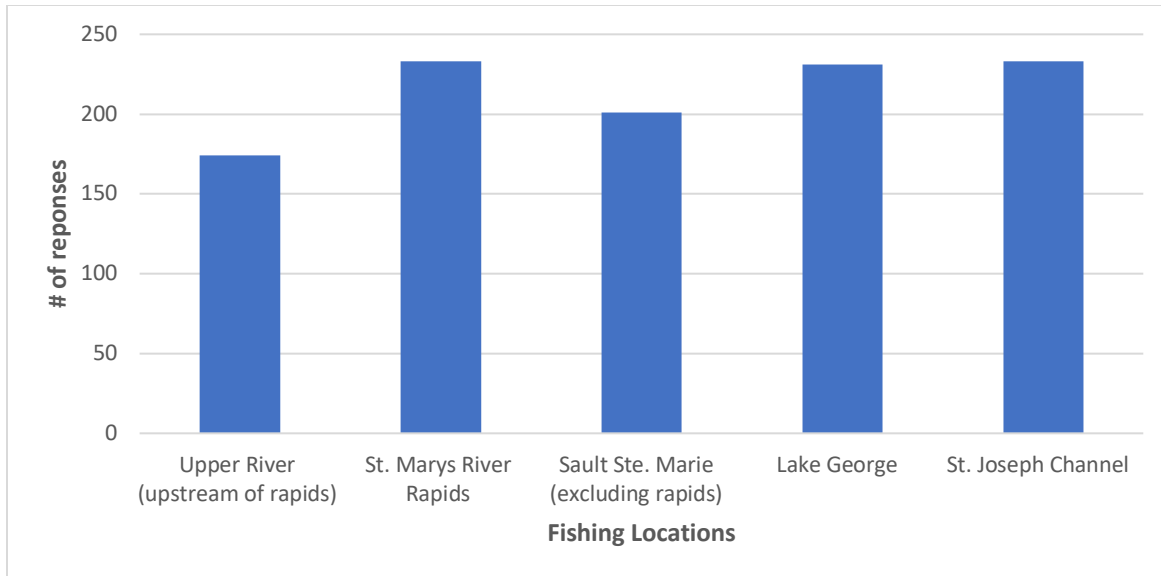 250
200
150
100
50
0
# of reponses
Upper River
(upstream of rapids)
St. Marys River
Rapids
Sault Ste. Marie
(excluding rapids)
Lake George
St. Joseph Channel
Fishing Locations